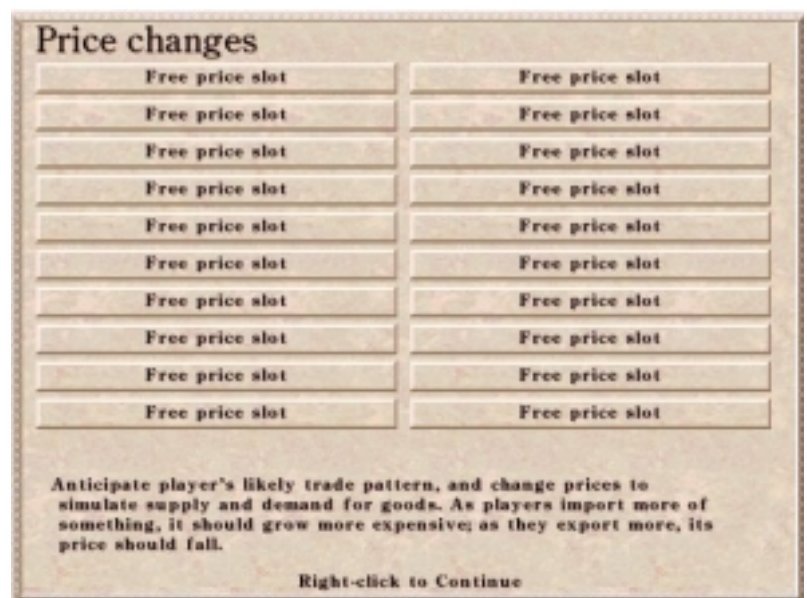 Price changes
Free price slot Free price slot
Free price slot Free price slot
Free price slot Free price slot
Free price slot Free price slot
Free price slot Free price slot
Free price slot Free price slot
Free price slot Free price slot
Free price slot Free price slot
Free price slot Free price slot
Free price slot Free price slot
Anticipate player's likely trade pattern, and change prices to
simulate supply and demand for goods. As players import more of
something, it should grow more expensive; as they export more, its
price should fall.
Right-click to Continue